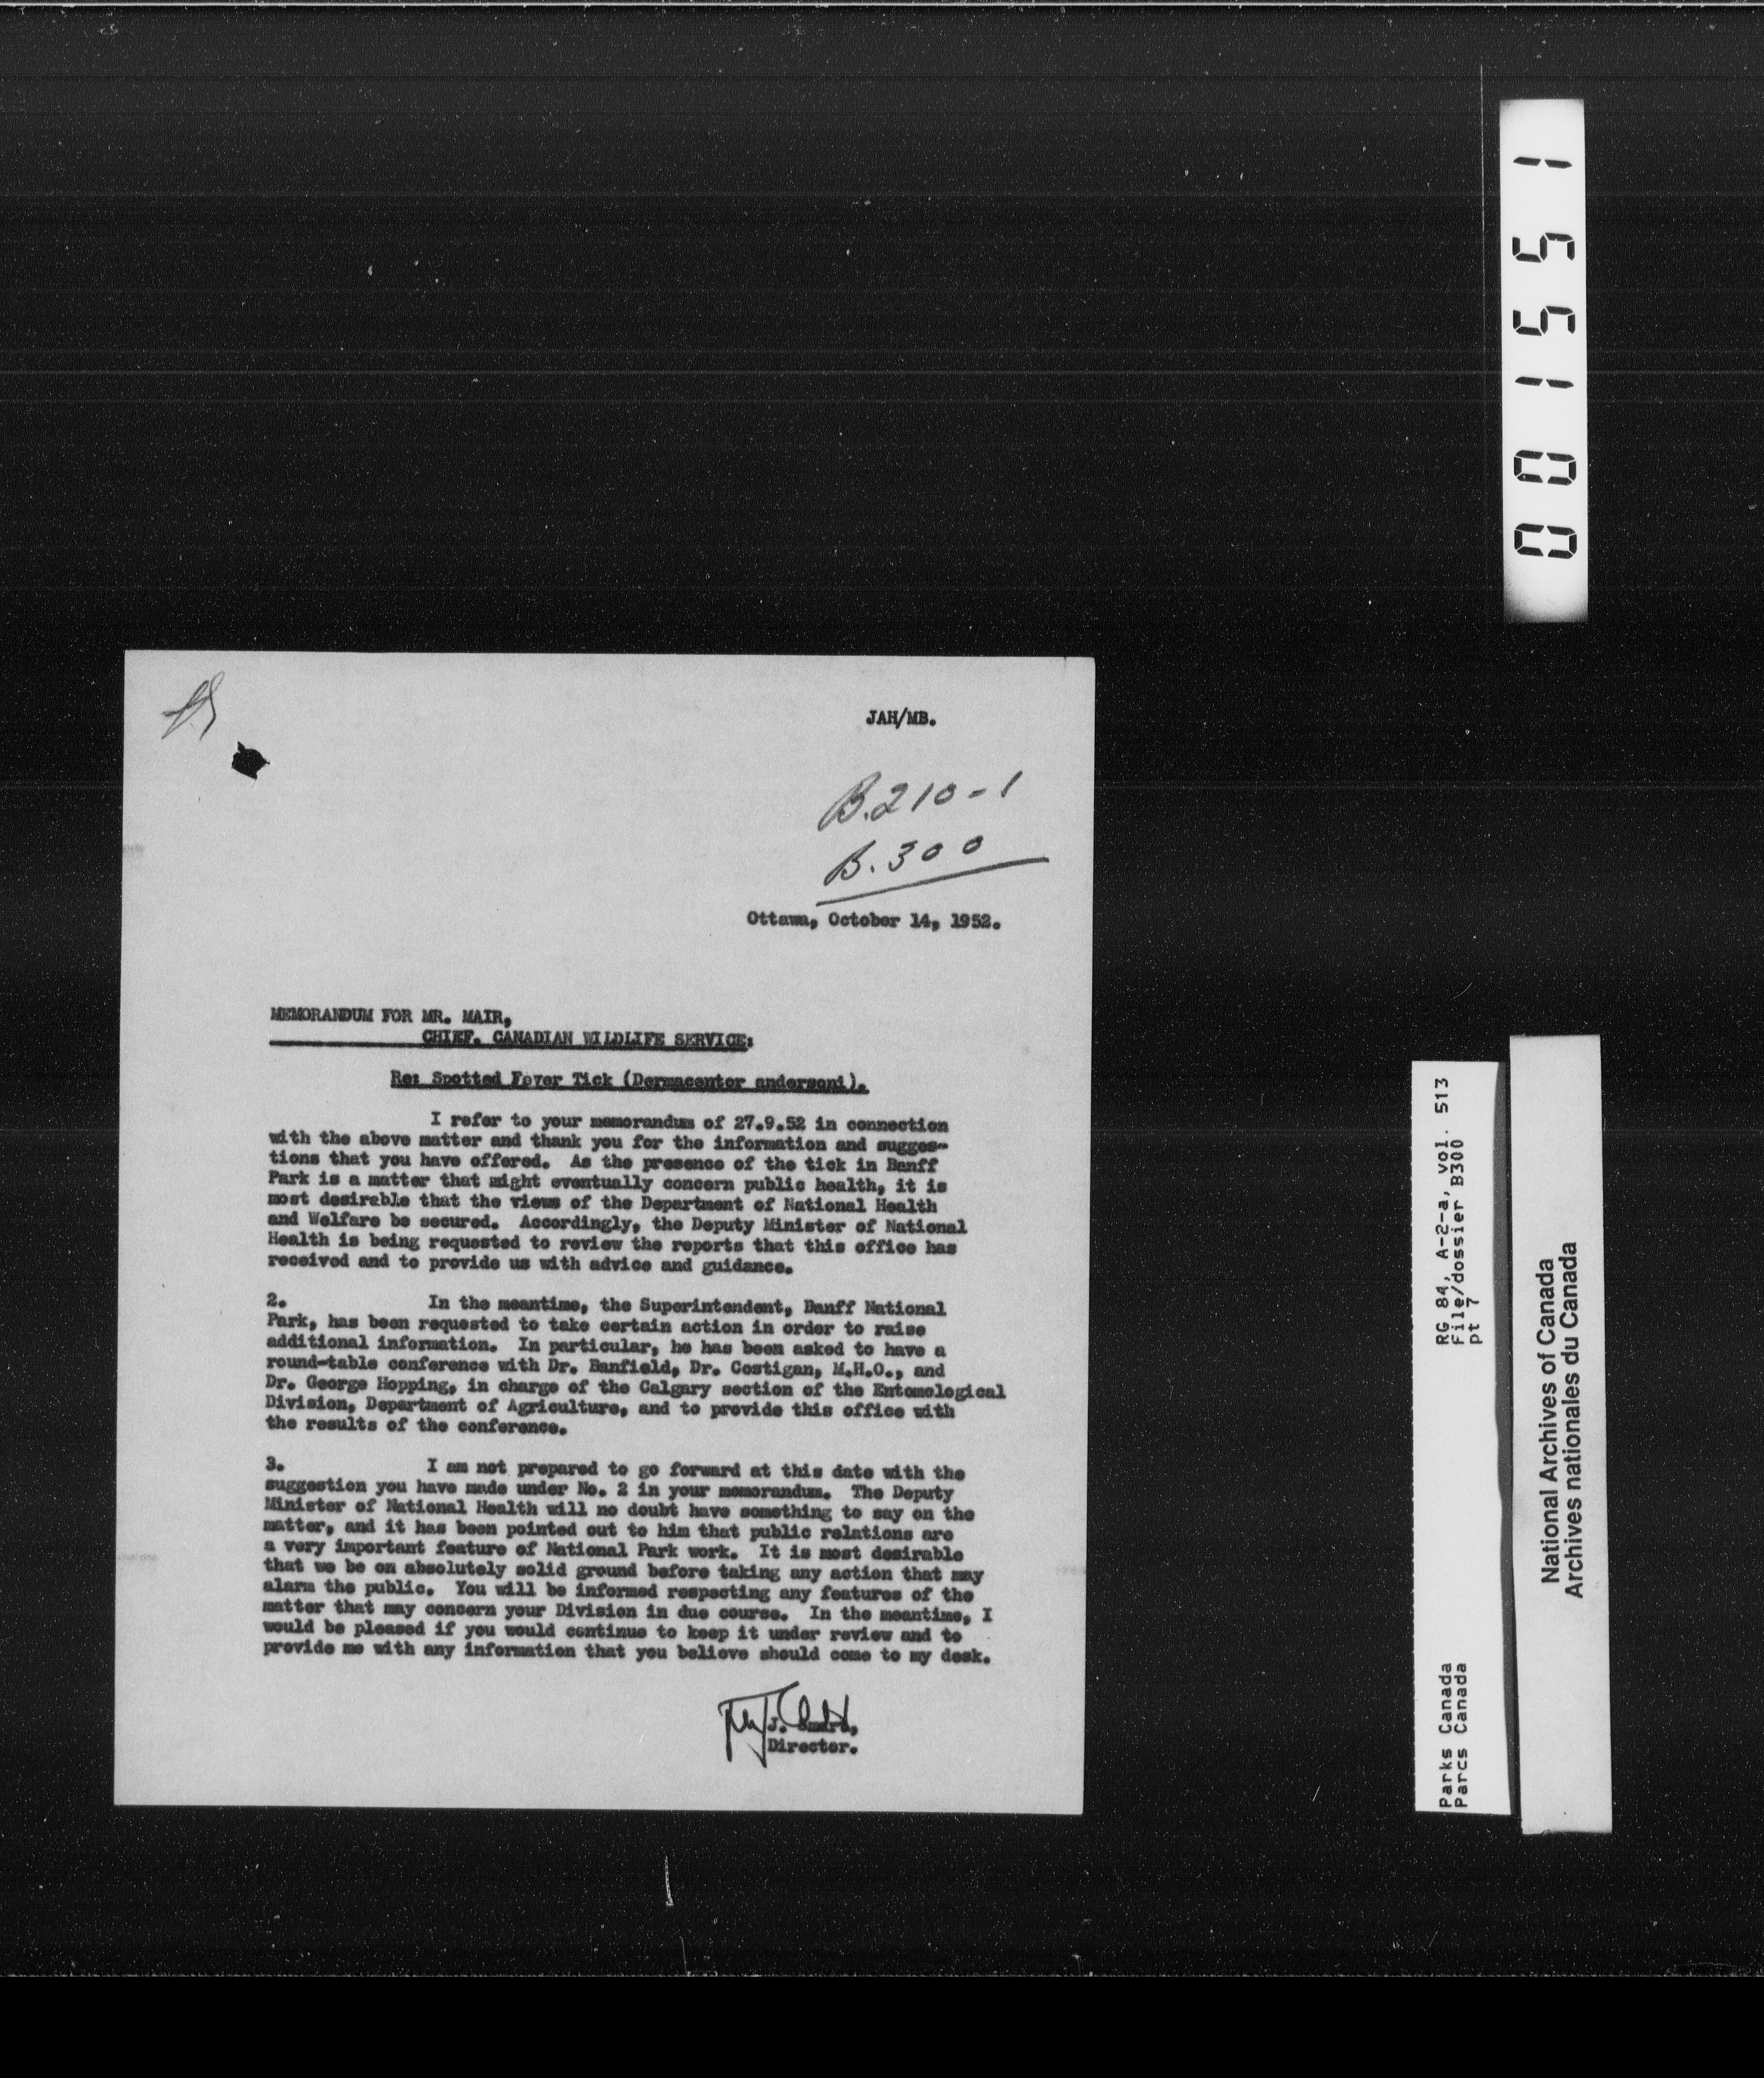 JAH/MB.
B.210-1
B.300
Ottawa, October 14, 1952.
MEMORANDUM FOR MR. MAIR,
CHIEF. CANADIAN WILDLIFE SERVICE:
Re: Spotted Fever Tick (Dermacentor andersoni).
I refer to your memorandum of 27.9.52 in connection
with the above matter and thank you for the information and sugges-
tions that you have offered. As the presence of the tick in Banff
Park is a matter that might eventually concern public health, it is
most desirable that the views of the Department of National Health
and Welfare be secured. Accordingly, the Deputy Minister of National
Health is being requested to review the reports that this office has
received and to provide us with advice and guidance.
2. In the meantime, the Superintendent, Banff National
Park, has been requested to take certain action in order to raise
additional information. In particular, he has been asked to have a
round-table conference with Dr. Banfield, Dr. Costigan, M.H.O., and
Dr. George Hopping, in charge of the Calgary section of the Entomological
Division, Department of Agriculture, and to provide this office with
the results of the conference.
3. I am not prepared to go forward at this date with the
suggestion you have made under No. 2 in your memorandum. The Deputy
Minister of National Health will no doubt have something to say on the
matter, and it has been pointed out to him that public relations are
a very important feature of National Park work. It is most desirable
that we be on absolutely solid ground before taking any action that may
alarm the public. You will be informed respecting any features of the
matter that may concern your Division in due course. In the meantime, I
would be pleased if you would continue to keep it under review and to
provide me with any information that you believe should come to my desk.
J. Smart,
Director.
001551
RG 84, A-2-a, vol. 513
File/dossier B300
pt 7
Parks Canada
Parcs Canada
National Archives of Canada
Archives nationales du Canada